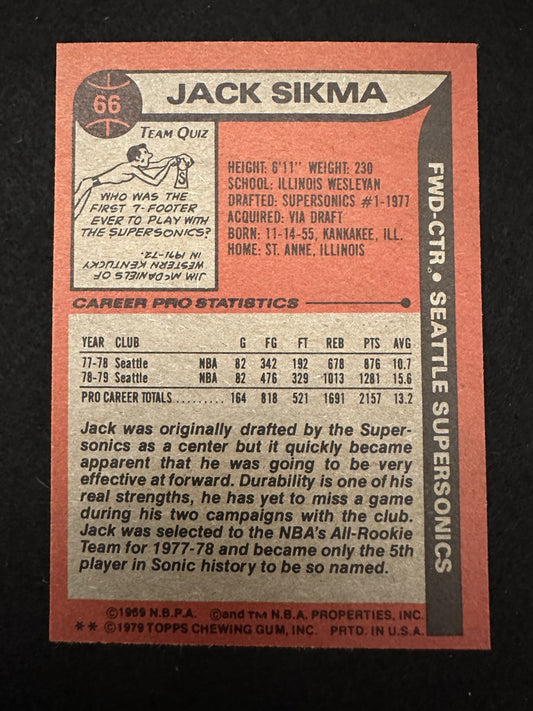 66
JACK SIKMA
TEAM QUIZ
WHO WAS THE
FIRST 7-FOOTER
EVER TO PLAY WITH
THE SUPERSONICS?
JIM McDANIELS OF
WESTERN KENTUCKY
IN 1971-72.
HEIGHT: 6'11" WEIGHT: 230
SCHOOL: ILLINOIS WESLEYAN
DRAFTED: SUPERSONICS #1-1977
ACQUIRED: VIA DRAFT
BORN: 11-14-55, KANKAKEE, ILL.
HOME: ST. ANNE, ILLINOIS
FWD-CTR. • SEATTLE SUPERSONICS
CAREER PRO STATISTICS
YEAR CLUB G FG FT REB PTS AVG
77-78 Seattle NBA 82 342 192 678 876 10.7
78-79 Seattle NBA 82 476 329 1013 1281 15.6
PRO CAREER TOTALS ......... 164 818 521 1691 2157 13.2
Jack was originally drafted by the Super-
sonics as a center but it quickly became
apparent that he was going to be very
effective at forward. Durability is one of his
real strengths, he has yet to miss a game
during his two campaigns with the club.
Jack was selected to the NBA's All-Rookie
Team for 1977-78 and became only the 5th
player in Sonic history to be so named.
©1969 N.B.P.A. ©and TM N.B.A. PROPERTIES, INC.
** ©1979 TOPPS CHEWING GUM, INC. PRTD. IN U.S.A.